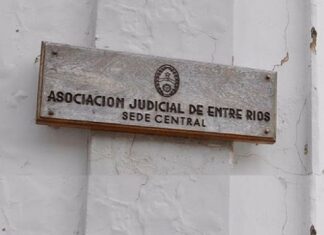 ASOCIACION JUDICIAL DE ENTRE RIOS
SEDE CENTRAL